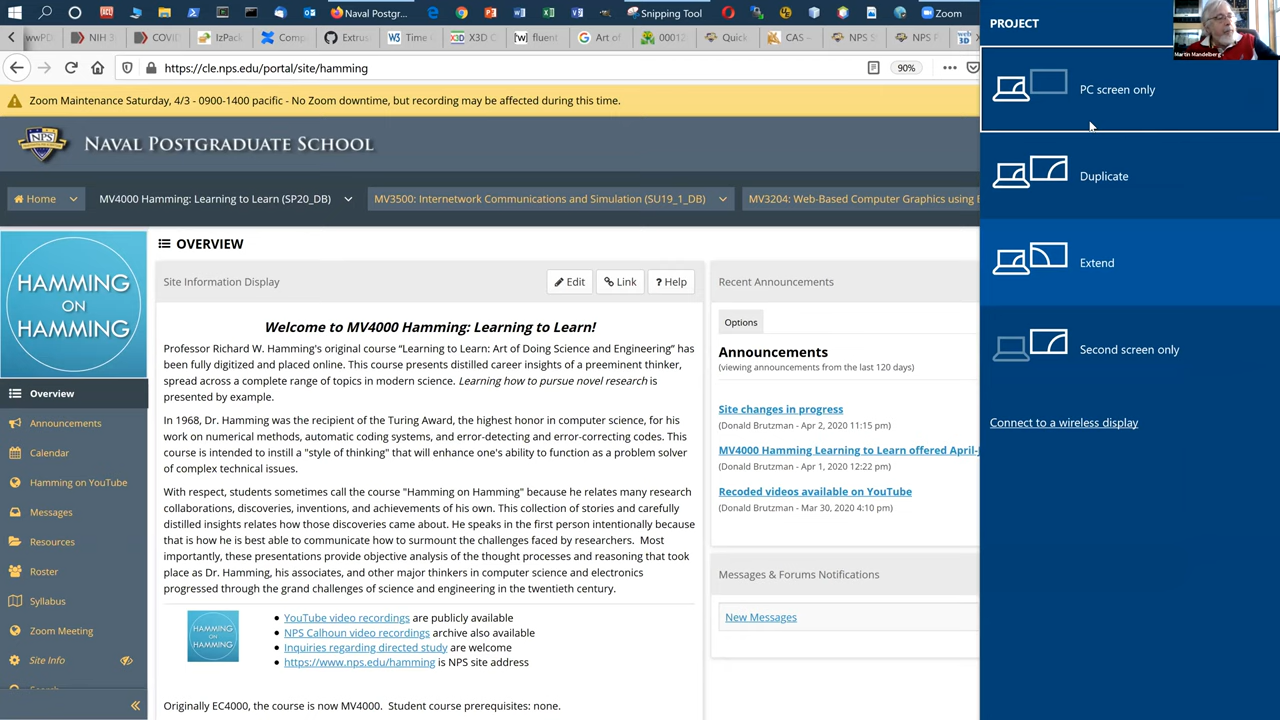 Naval Postgr
Snipping Tool
Zoom
wwPD
NIH
COVI
IzPack
Comp
Extrus
Time
X3D C
fluent
Art of
00012
Quick
CAS –
NPS S
NPS
https://cle.nps.edu/portal/site/hamming
90%
Zoom Maintenance Saturday, 4/3 - 0900-1400 pacific - No Zoom downtime, but recording may be affected during this time.
NPS
NAVAL POSTGRADUATE SCHOOL
Home
MV4000 Hamming: Learning to Learn (SP20_DB)
MV3500: Internetwork Communications and Simulation (SU19_1_DB)
MV3204: Web-Based Computer Graphics using
HAMMING
ON
HAMMING
Overview
Announcements
Calendar
Hamming on YouTube
Messages
Resources
Roster
Syllabus
Zoom Meeting
Site Info
OVERVIEW
Site Information Display
Edit
Link
Help
Welcome to MV4000 Hamming: Learning to Learn!
Professor Richard W. Hamming's original course “Learning to Learn: Art of Doing Science and Engineering” has
been fully digitized and placed online. This course presents distilled career insights of a preeminent thinker,
spread across a complete range of topics in modern science. Learning how to pursue novel research is
presented by example.
In 1968, Dr. Hamming was the recipient of the Turing Award, the highest honor in computer science, for his
work on numerical methods, automatic coding systems, and error-detecting and error-correcting codes. This
course is intended to instill a "style of thinking" that will enhance one's ability to function as a problem solver
of complex technical issues.
With respect, students sometimes call the course "Hamming on Hamming" because he relates many research
collaborations, discoveries, inventions, and achievements of his own. This collection of stories and carefully
distilled insights relates how those discoveries came about. He speaks in the first person intentionally because
that is how he is best able to communicate how to surmount the challenges faced by researchers. Most
importantly, these presentations provide objective analysis of the thought processes and reasoning that took
place as Dr. Hamming, his associates, and other major thinkers in computer science and electronics
progressed through the grand challenges of science and engineering in the twentieth century.
HAMMING
ON
HAMMING
• YouTube video recordings are publicly available
• NPS Calhoun video recordings archive also available
• Inquiries regarding directed study are welcome
• https://www.nps.edu/hamming is NPS site address
Originally EC4000, the course is now MV4000. Student course prerequisites: none.
Recent Announcements
Options
Announcements
(viewing announcements from the last 120 days)
Site changes in progress
(Donald Brutzman - Apr 2, 2020 11:15 pm)
MV4000 Hamming Learning to Learn offered April-
(Donald Brutzman - Apr 1, 2020 12:22 pm)
Recoded videos available on YouTube
(Donald Brutzman - Mar 30, 2020 4:10 pm)
Messages & Forums Notifications
New Messages
PROJECT
Martin Mandelberg
PC screen only
Duplicate
Extend
Second screen only
Connect to a wireless display